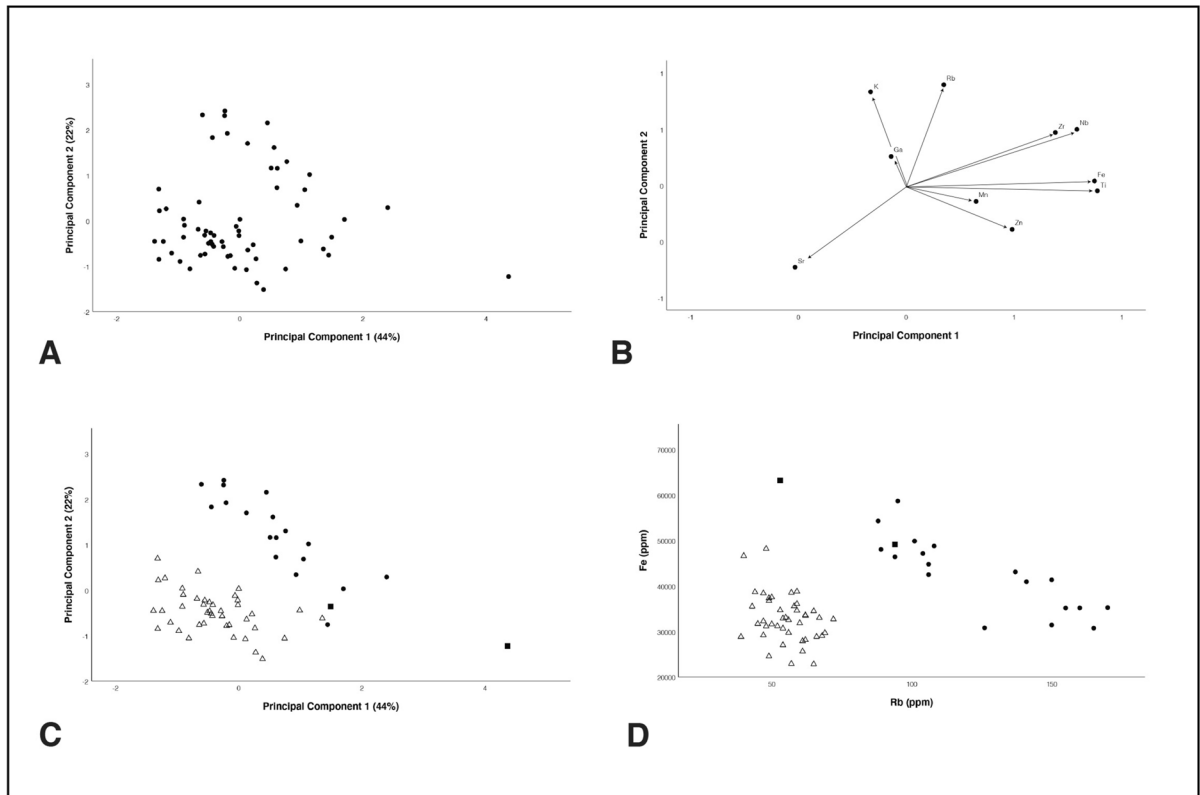 3
2
1
0
-1
-2
Principal Component 2 (22%)
-2
0
2
4
Principal Component 1 (44%)
A
1
1
0
0
-1
Principal Component 2
K
Rb
Zr
Nb
Ga
Fe
Ti
Mn
Zn
Sr
-1
0
0
1
1
Principal Component 1
B
3
2
1
0
-1
-2
Principal Component 2 (22%)
-2
0
2
4
Principal Component 1 (44%)
C
70000
60000
50000
40000
30000
20000
Fe (ppm)
50
100
150
Rb (ppm)
D